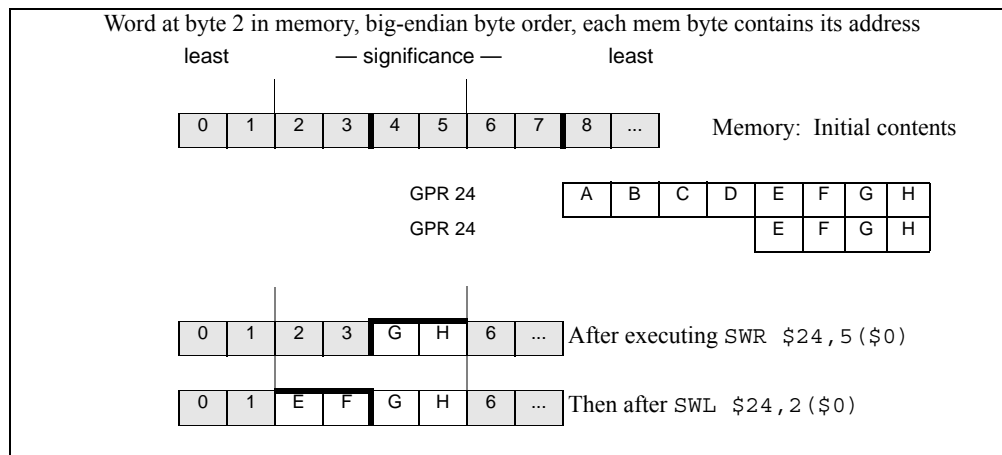 Word at byte 2 in memory, big-endian byte order, each mem byte contains its address
least — significance — least
0 1 2 3 4 5 6 7 8 ... Memory: Initial contents
GPR 24 A B C D E F G H
GPR 24 E F G H
0 1 2 3 G H 6 ... After executing SWR $24,5($0)
0 1 E F G H 6 ... Then after SWL $24,2($0)